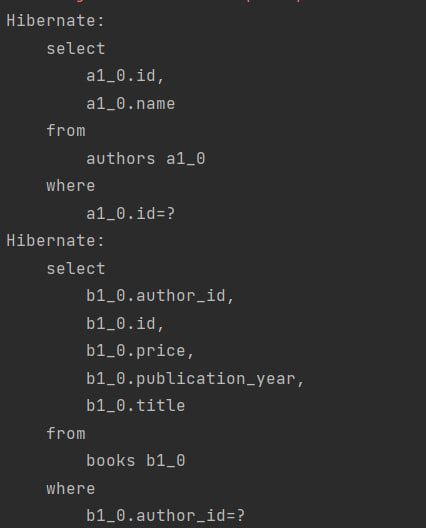 Hibernate:
    select
        a1_0.id,
        a1_0.name
    from
        authors a1_0
    where
        a1_0.id=?
Hibernate:
    select
        b1_0.author_id,
        b1_0.id,
        b1_0.price,
        b1_0.publication_year,
        b1_0.title
    from
        books b1_0
    where
        b1_0.author_id=?